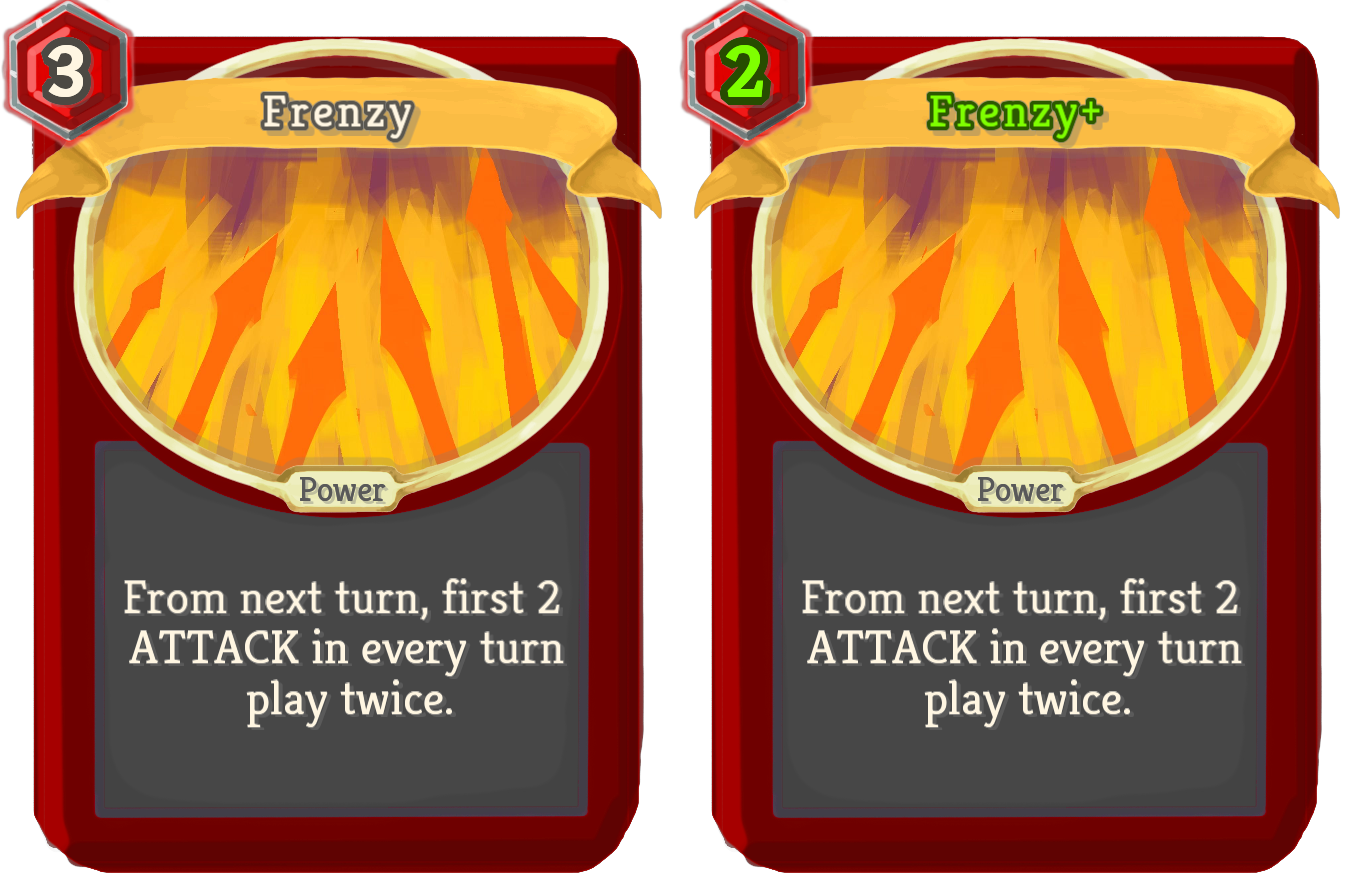 3
Frenzy
Power
From next turn, first 2
ATTACK in every turn
play twice.
2
Frenzy+
Power
From next turn, first 2
ATTACK in every turn
play twice.